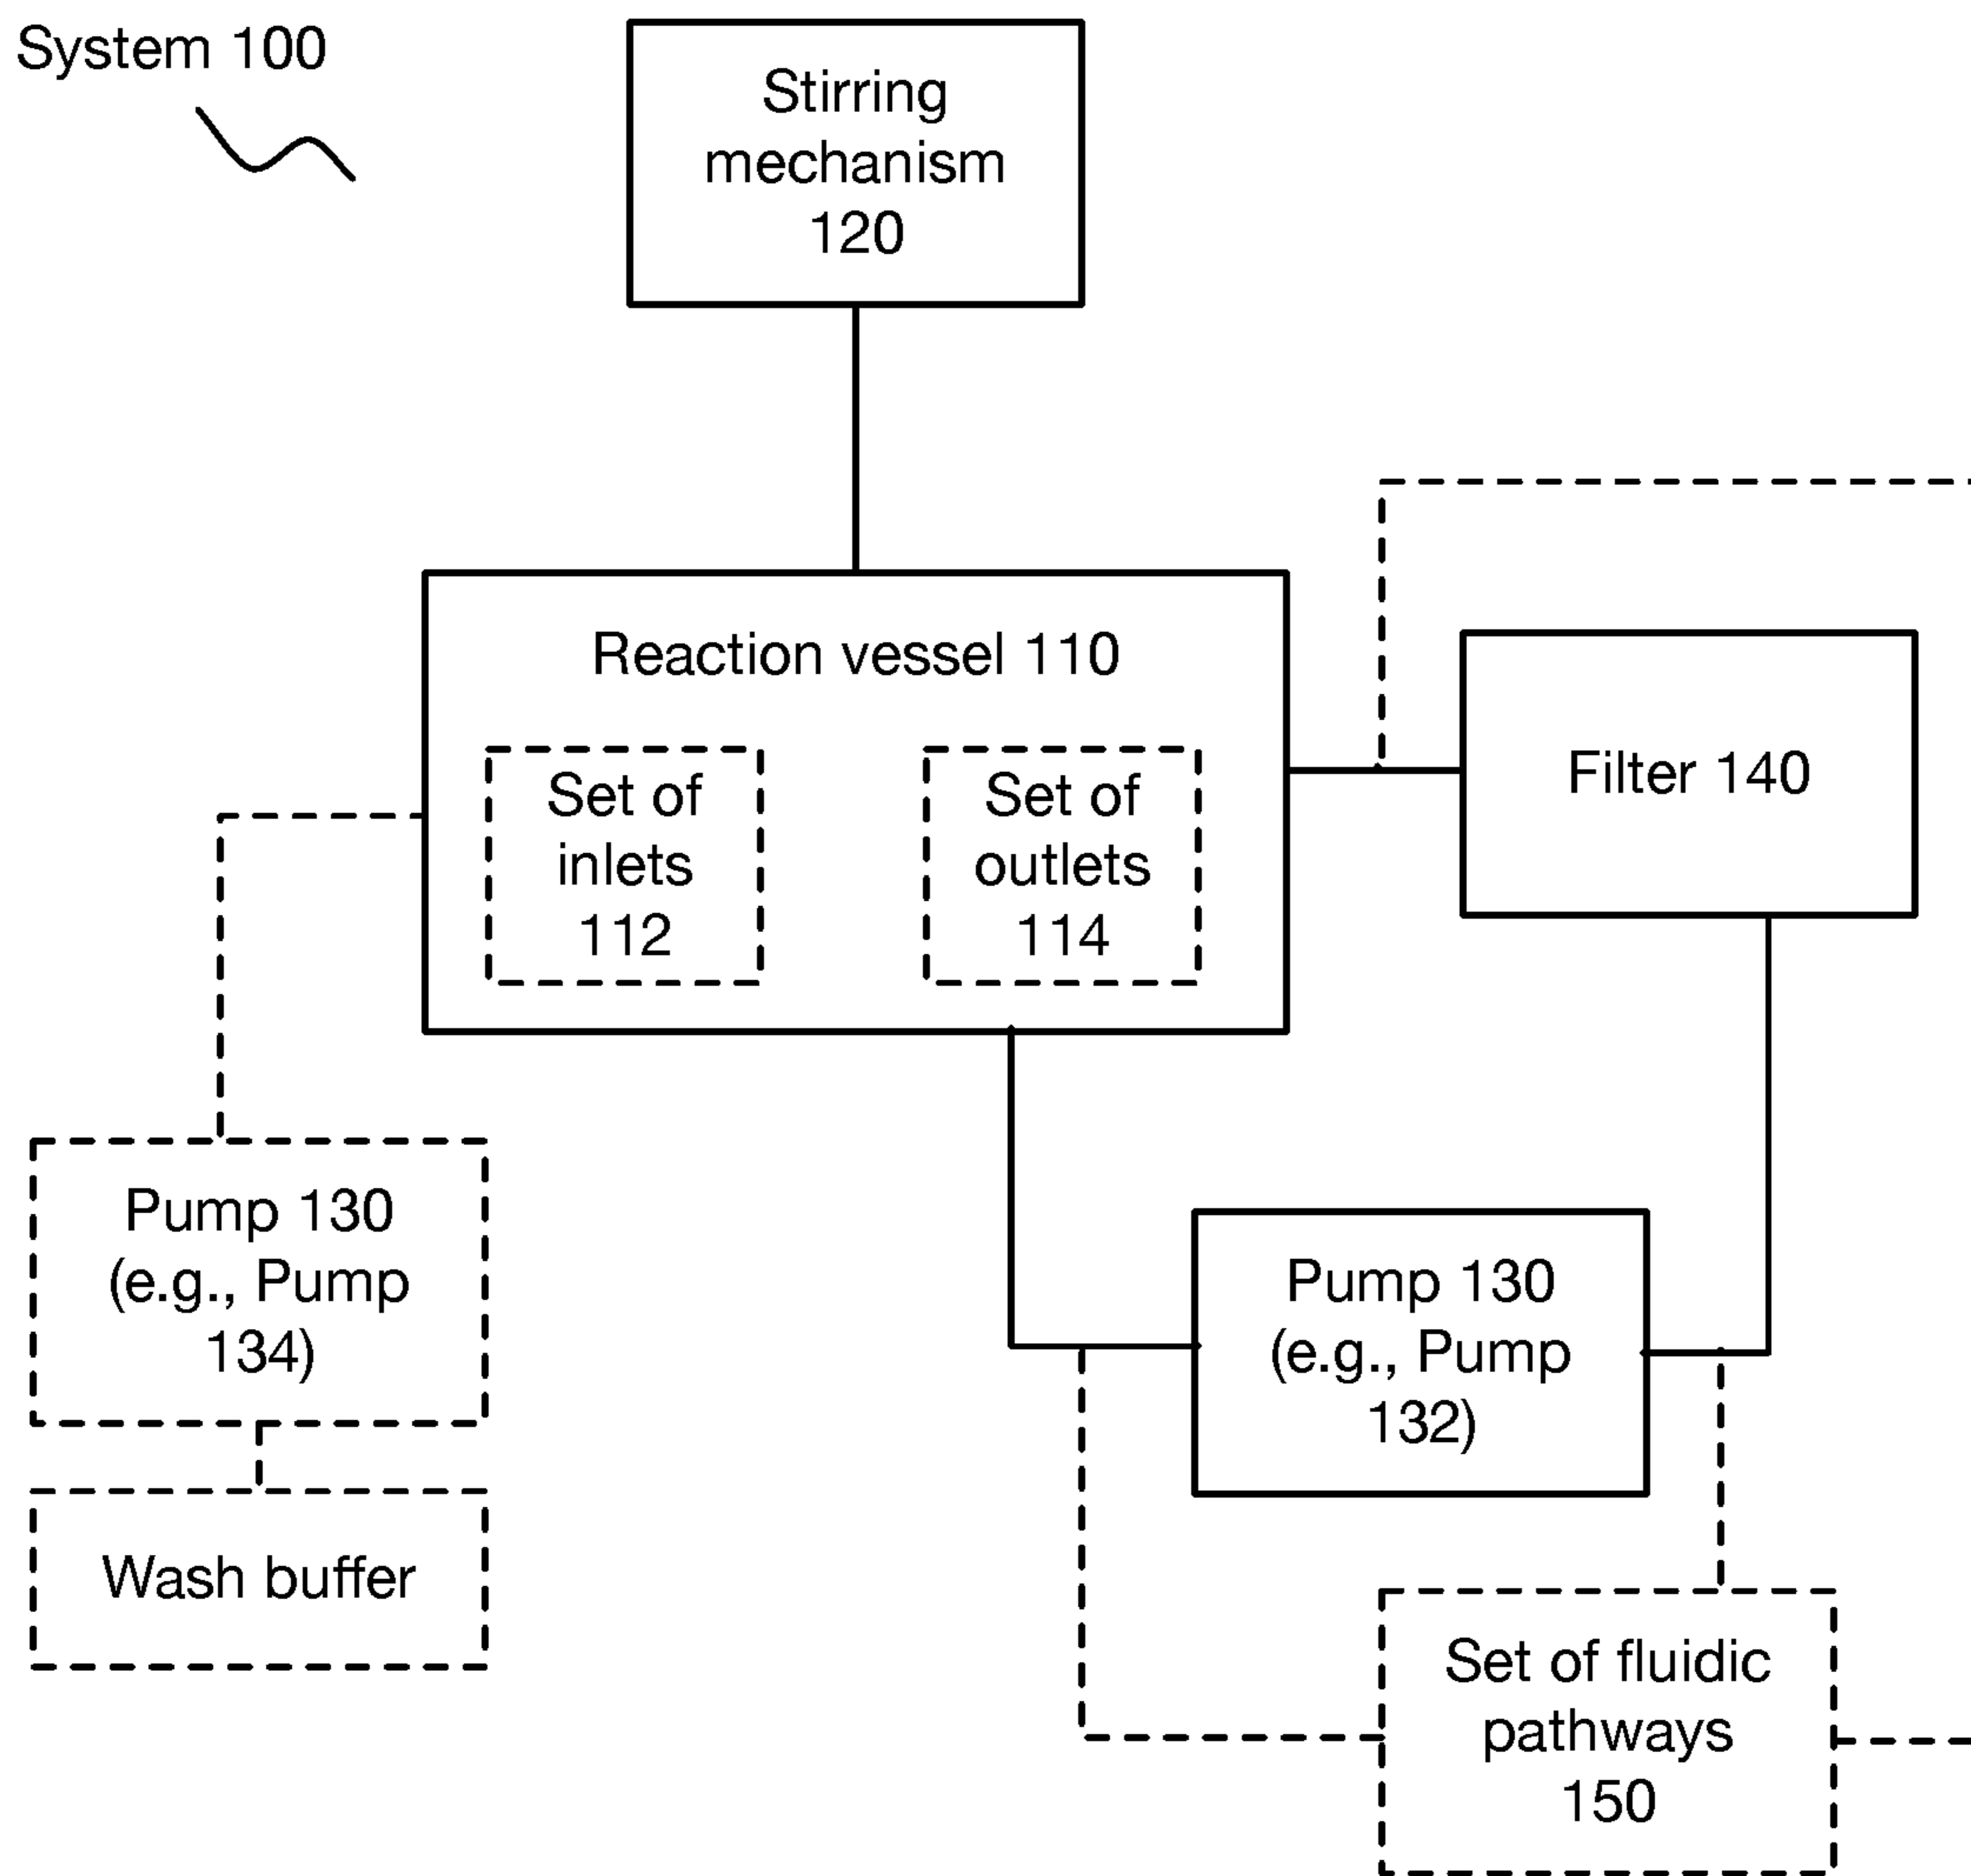 System 100
Stirring
mechanism
120
Reaction vessel 110
Set of
inlets
112
Set of
outlets
114
Filter 140
Pump 130
(e.g., Pump
134)
Pump 130
(e.g., Pump
132)
Wash buffer
Set of fluidic
pathways
150